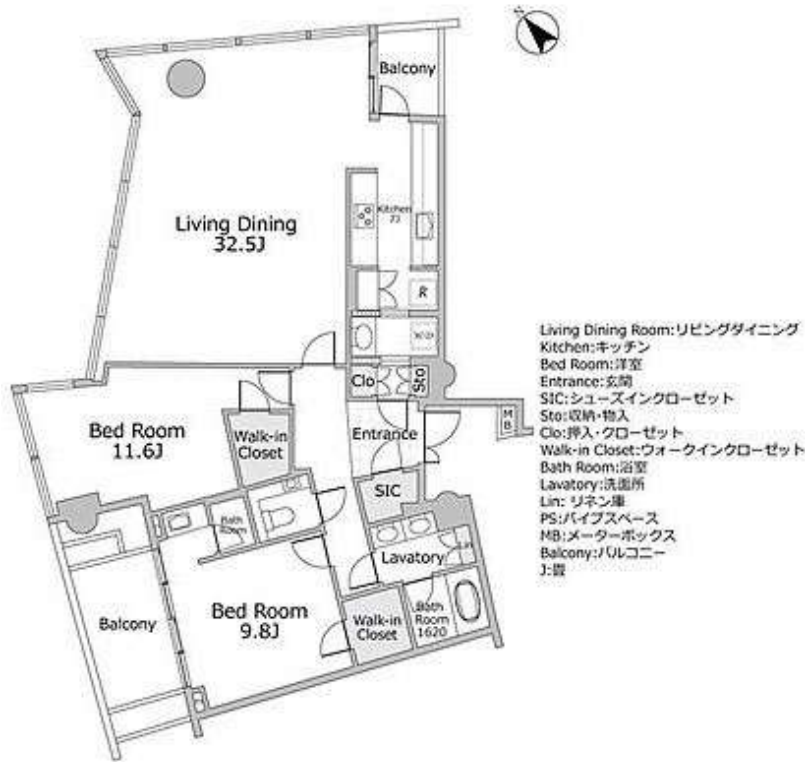 N
Balcony
Living Dining
32.5J
Kitchen
7J
R
Clo
Sto
Bed Room
11.6J
Walk-in
Closet
Entrance
MB
SIC
Bath
Room
Lavatory
Lin
Balcony
Bed Room
9.8J
Walk-in
Closet
Bath
Room
1620
Living Dining Room:リビングダイニング
Kitchen:キッチン
Bed Room:洋室
Entrance:玄関
SIC:シューズインクローゼット
Sto:収納・物入
Clo:押入・クローゼット
Walk-in Closet:ウォークインクローゼット
Bath Room:浴室
Lavatory:洗面所
Lin: リネン庫
PS:パイプスペース
MB:メーターボックス
Balcony:バルコニー
J:畳